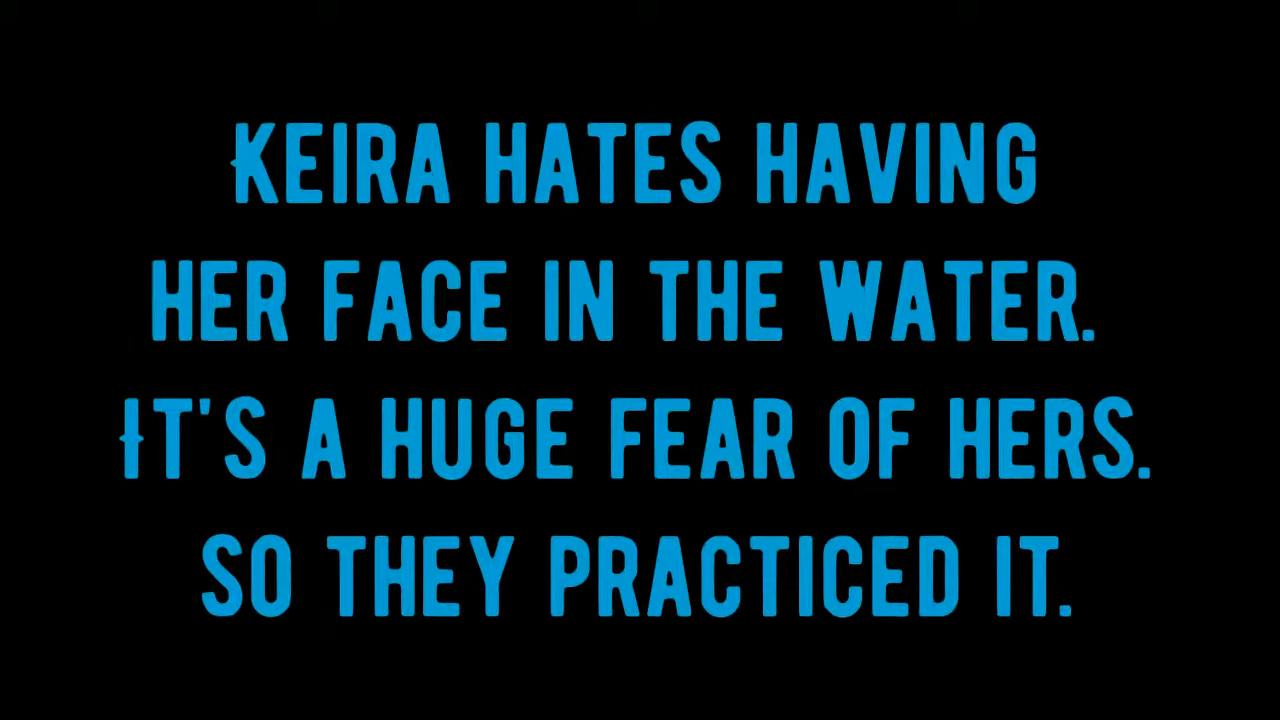 Keira hates having
her face in the water.
It's a huge fear of hers.
So they practiced it.